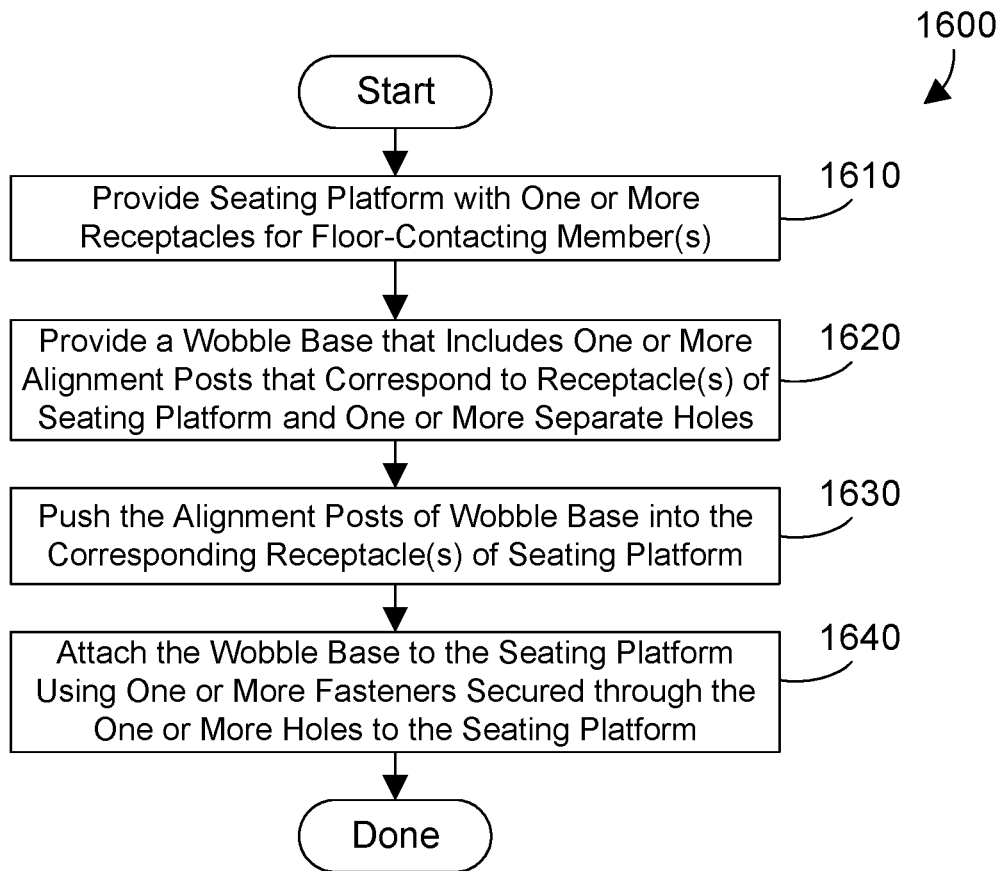 1600
Start
1610
Provide Seating Platform with One or More
Receptacles for Floor-Contacting Member(s)
1620
Provide a Wobble Base that Includes One or More
Alignment Posts that Correspond to Receptacle(s) of
Seating Platform and One or More Separate Holes
1630
Push the Alignment Posts of Wobble Base into the
Corresponding Receptacle(s) of Seating Platform
1640
Attach the Wobble Base to the Seating Platform
Using One or More Fasteners Secured through the
One or More Holes to the Seating Platform
Done